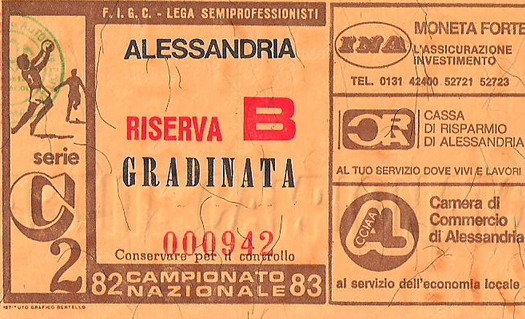 F. I. G. C. - LEGA SEMIPROFESSIONISTI
ALESSANDRIA
RISERVA B
GRADINATA
000942
Conservare per il controllo
serie
C
2
82 CAMPIONATO NAZIONALE 83
ISTITUTO GRAFICO BERTELLO
INA
MONETA FORTE
L'ASSICURAZIONE
INVESTIMENTO
TEL. 0131 42400 52721 52723
CASSA
DI RISPARMIO
DI ALESSANDRIA
AL TUO SERVIZIO DOVE VIVI E LAVORI
CCIAA
AL
Camera di
Commercio
di Alessandria
al servizio dell'economia locale